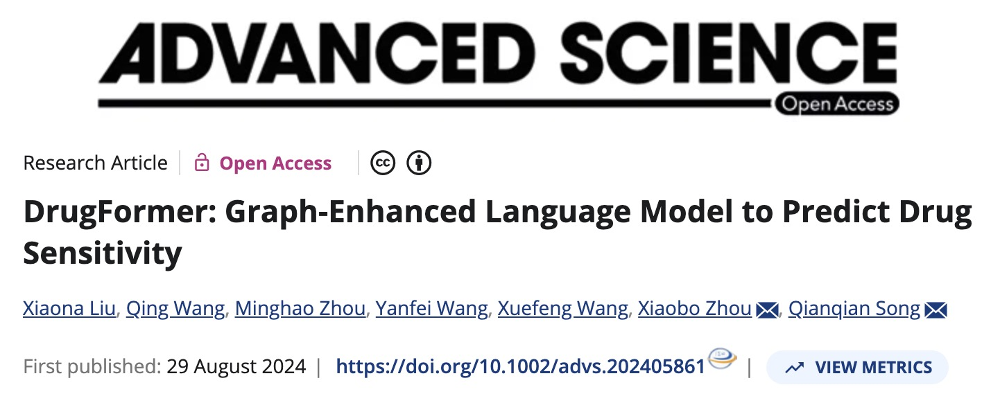 ADVANCED SCIENCE
Open Access
Research Article | Open Access | cc
DrugFormer: Graph-Enhanced Language Model to Predict Drug
Sensitivity
Xiaona Liu, Qing Wang, Minghao Zhou, Yanfei Wang, Xuefeng Wang, Xiaobo Zhou, Qianqian Song
First published: 29 August 2024 | https://doi.org/10.1002/advs.202405861 | VIEW METRICS